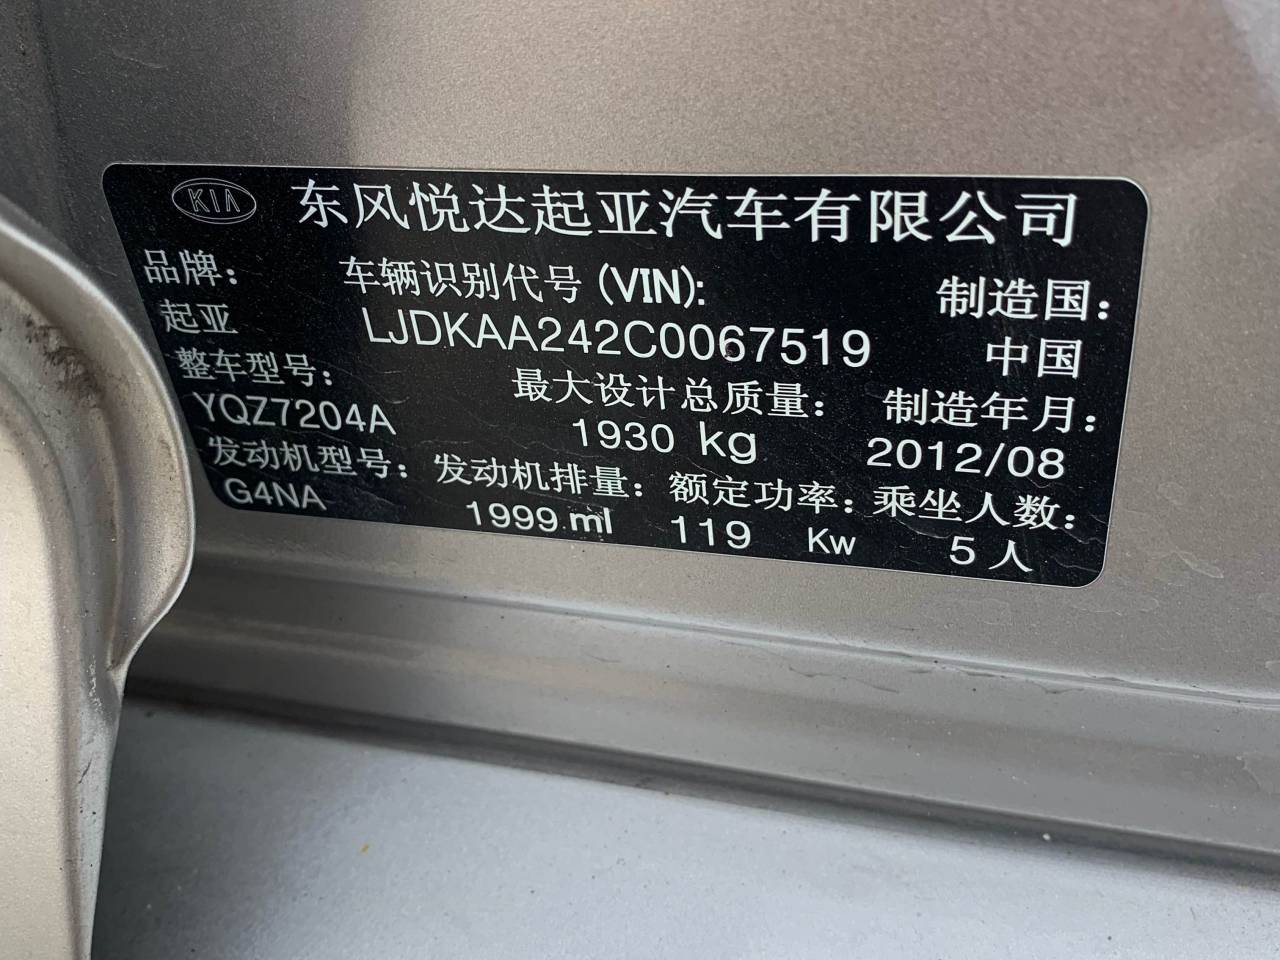 KIA 东风悦达起亚汽车有限公司
品牌： 车辆识别代号 (VIN): 制造国：
起亚 LJDKAA242C0067519 中国
整车型号： 最大设计总质量： 制造年月：
YQZ7204A 1930 kg 2012/08
发动机型号： 发动机排量： 额定功率： 乘坐人数：
G4NA 1999 ml 119 Kw 5 人